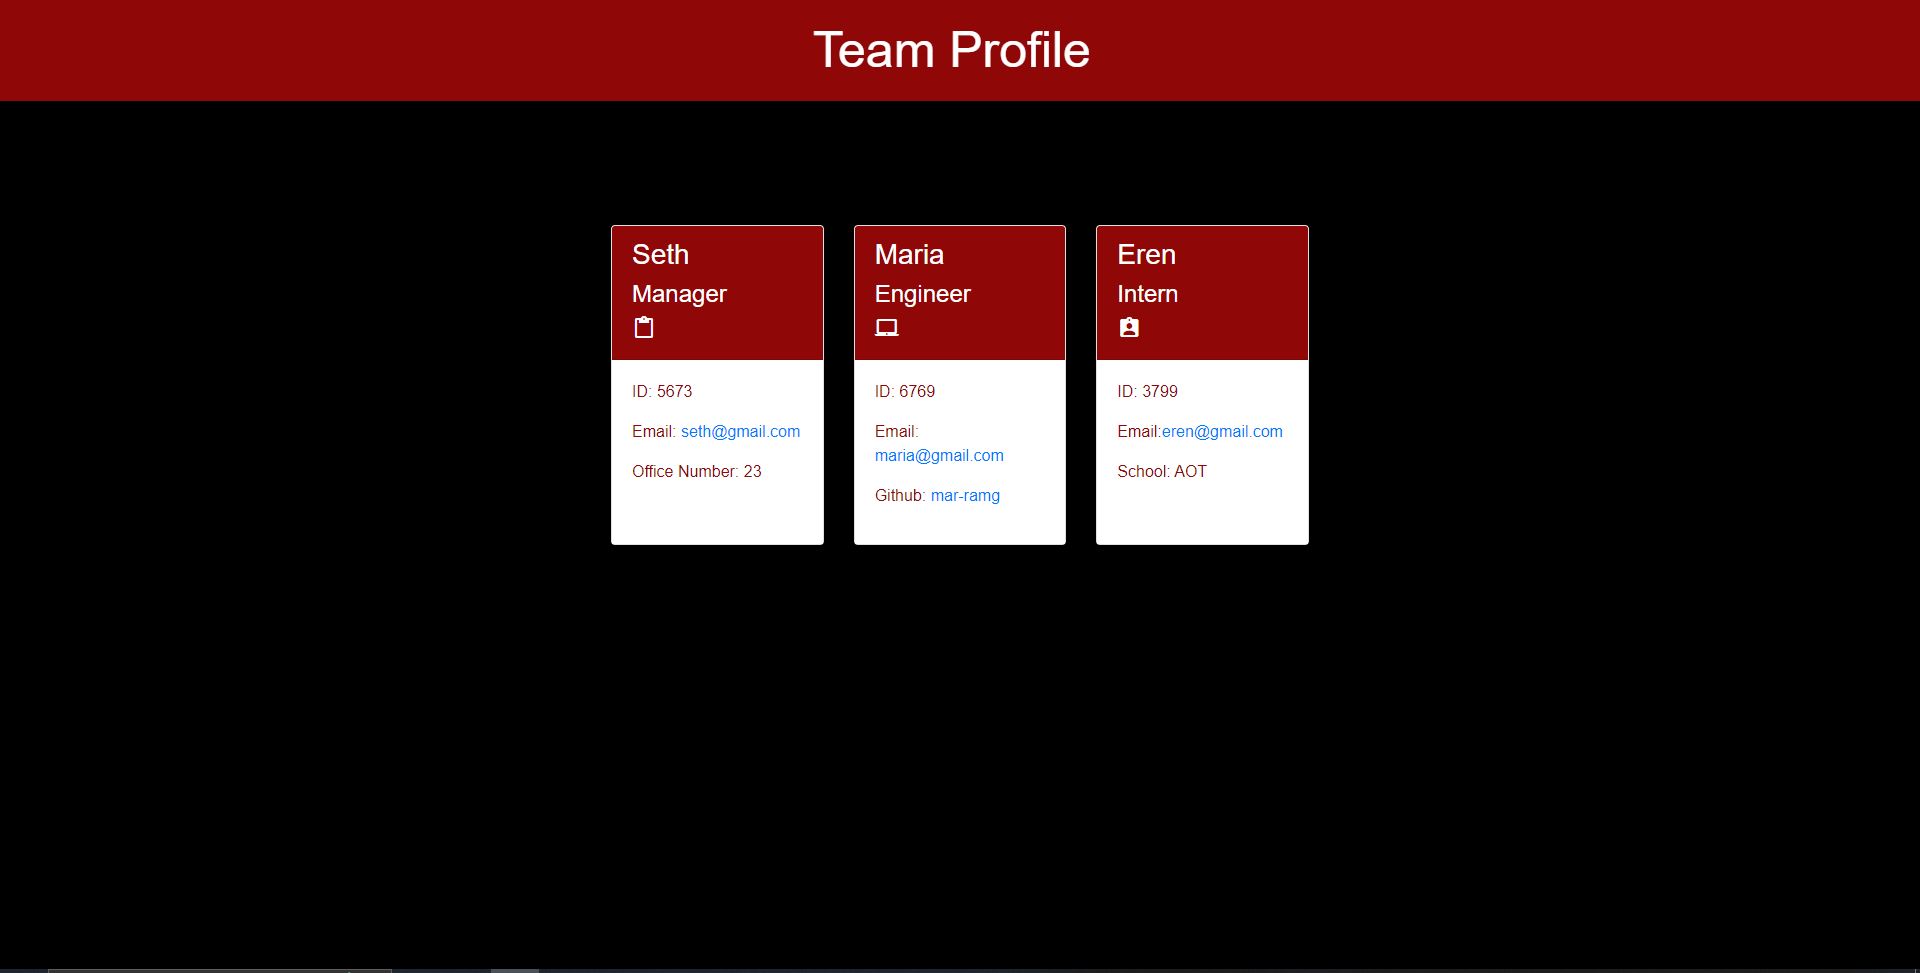 Team Profile
Seth
Manager
ID: 5673
Email: seth@gmail.com
Office Number: 23
Maria
Engineer
ID: 6769
Email:
maria@gmail.com
Github: mar-ramg
Eren
Intern
ID: 3799
Email:eren@gmail.com
School: AOT